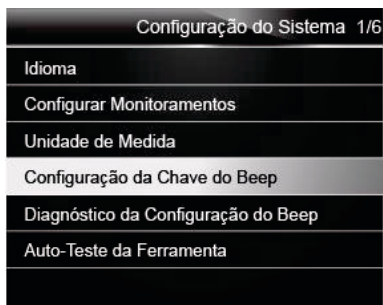 Configuração do Sistema 1/6
Idioma
Configurar Monitoramentos
Unidade de Medida
Configuração da Chave do Beep
Diagnóstico da Configuração do Beep
Auto-Teste da Ferramenta